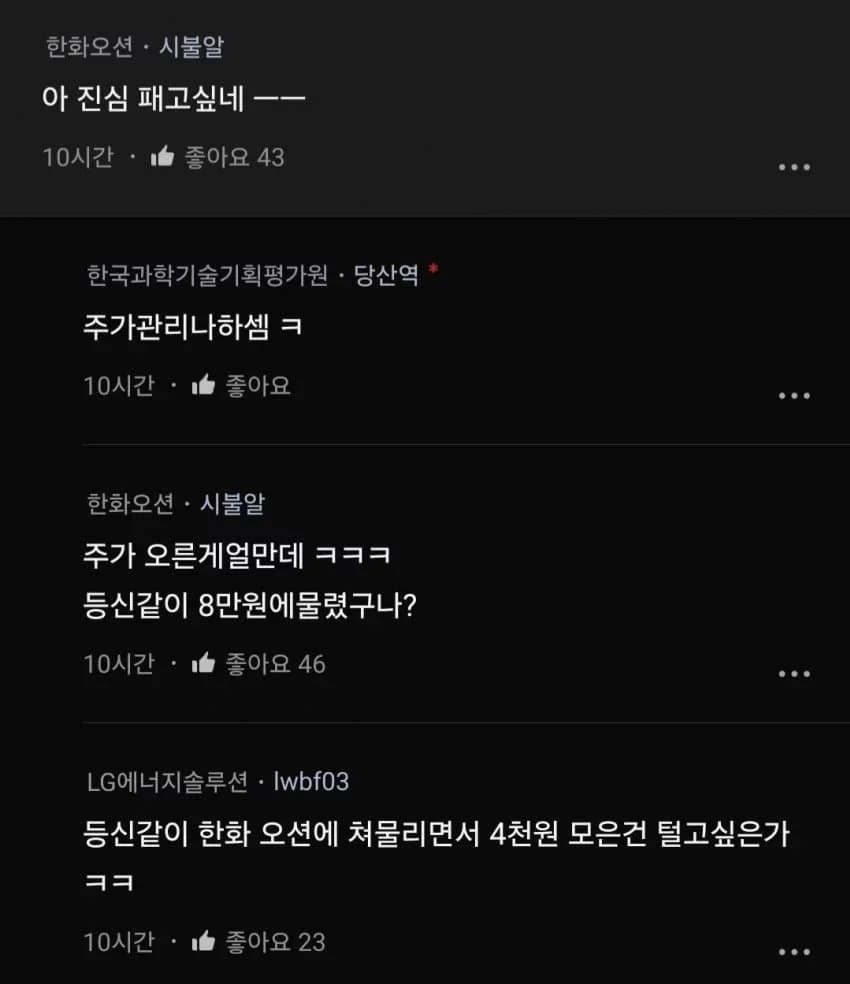 한화오션 · 시불알
아 진심 패고싶네 ㅡㅡ
10시간 · 좋아요 43
한국과학기술기획평가원 · 당산역 *
주가관리나하셈 ㅋ
10시간 · 좋아요
한화오션 · 시불알
주가 오른게얼만데 ㅋㅋㅋ
등신같이 8만원에물렸구나?
10시간 · 좋아요 46
LG에너지솔루션 · lwbf03
등신같이 한화 오션에 쳐물리면서 4천원 모은건 털고싶은가
ㅋㅋ
10시간 · 좋아요 23